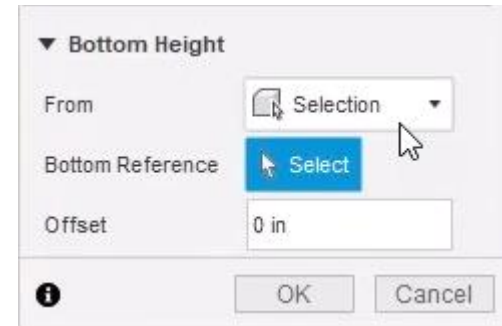 Bottom Height
From Selection
Bottom Reference Select
Offset 0 in
OK Cancel